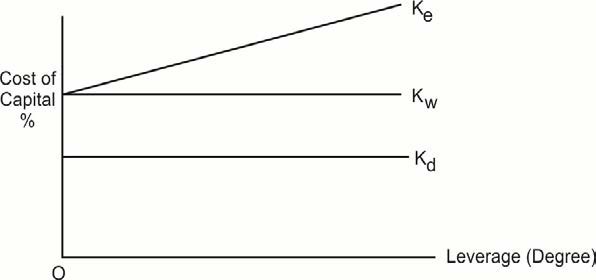 Ke
Cost of
Capital
%
Kw
Kd
O
Leverage (Degree)